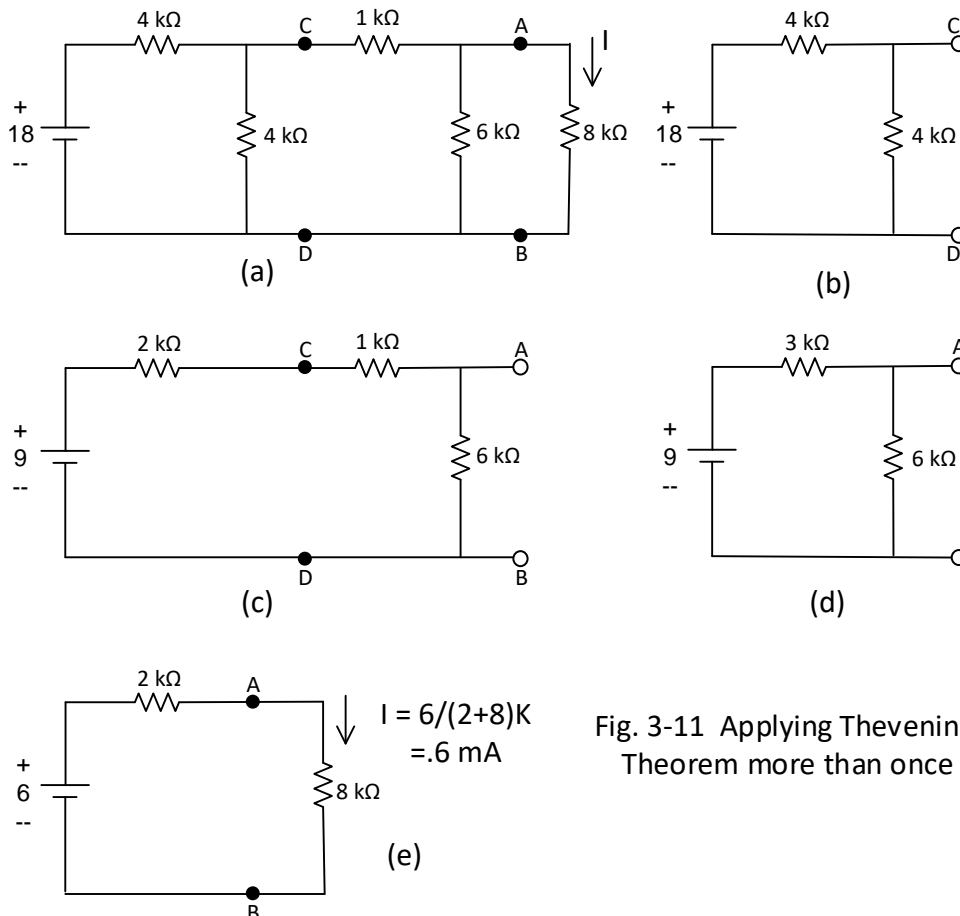 4 kΩ
C
1 kΩ
A
I
+
18
--
4 kΩ
6 kΩ
8 kΩ
D
B
(a)
4 kΩ
C
+
18
--
4 kΩ
D
(b)
2 kΩ
C
1 kΩ
A
+
9
--
6 kΩ
D
B
(c)
3 kΩ
A
+
9
--
6 kΩ
(d)
2 kΩ
A
+
6
--
8 kΩ
B
I = 6/(2+8)K
=.6 mA
(e)
Fig. 3-11 Applying Thevenin
Theorem more than once